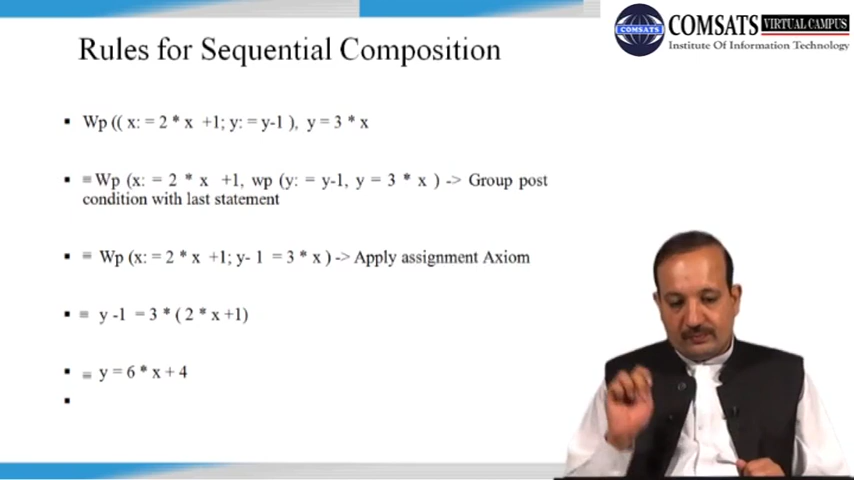 COMSATS VIRTUAL CAMPUS
COMSATS
Institute Of Information Technology
Rules for Sequential Composition
▪ Wp (( x: = 2 * x +1; y: = y-1 ), y = 3 * x
▪ ≡ Wp (x: = 2 * x +1, wp (y: = y-1, y = 3 * x ) -> Group post
condition with last statement
▪ ≡ Wp (x: = 2 * x +1; y- 1 = 3 * x ) -> Apply assignment Axiom
▪ ≡ y -1 = 3 * ( 2 * x +1)
▪ ≡ y = 6 * x + 4